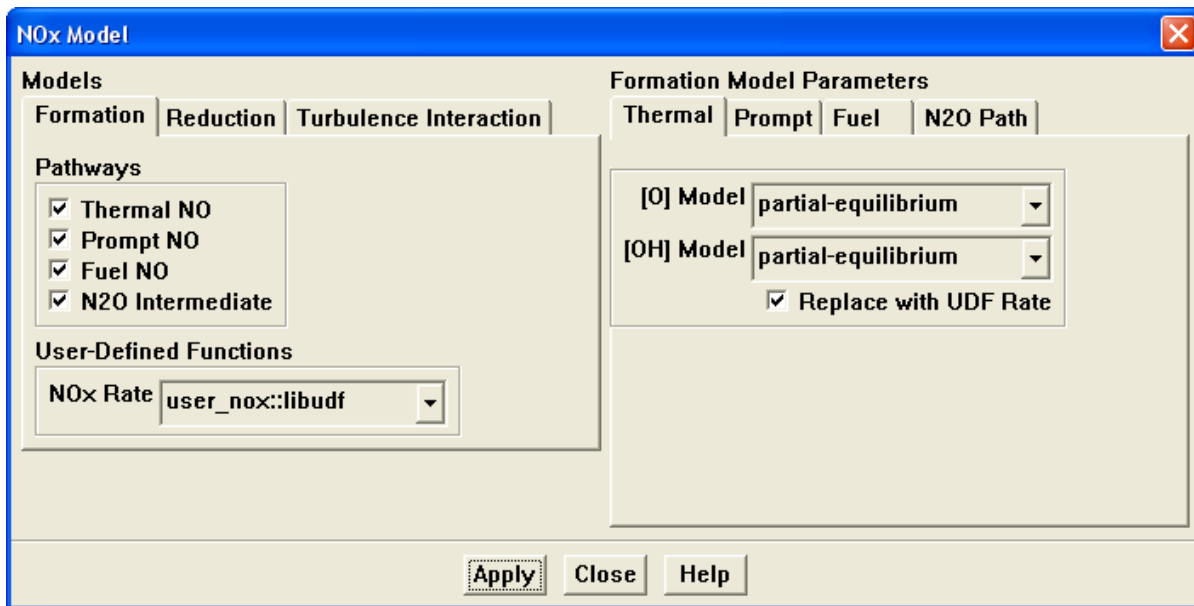 NOx Model
Models
Formation Reduction Turbulence Interaction
Pathways
Thermal NO
Prompt NO
Fuel NO
N2O Intermediate
User-Defined Functions
NOx Rate user_nox::libudf
Formation Model Parameters
Thermal Prompt Fuel N2O Path
[O] Model partial-equilibrium
[OH] Model partial-equilibrium
Replace with UDF Rate
Apply Close Help